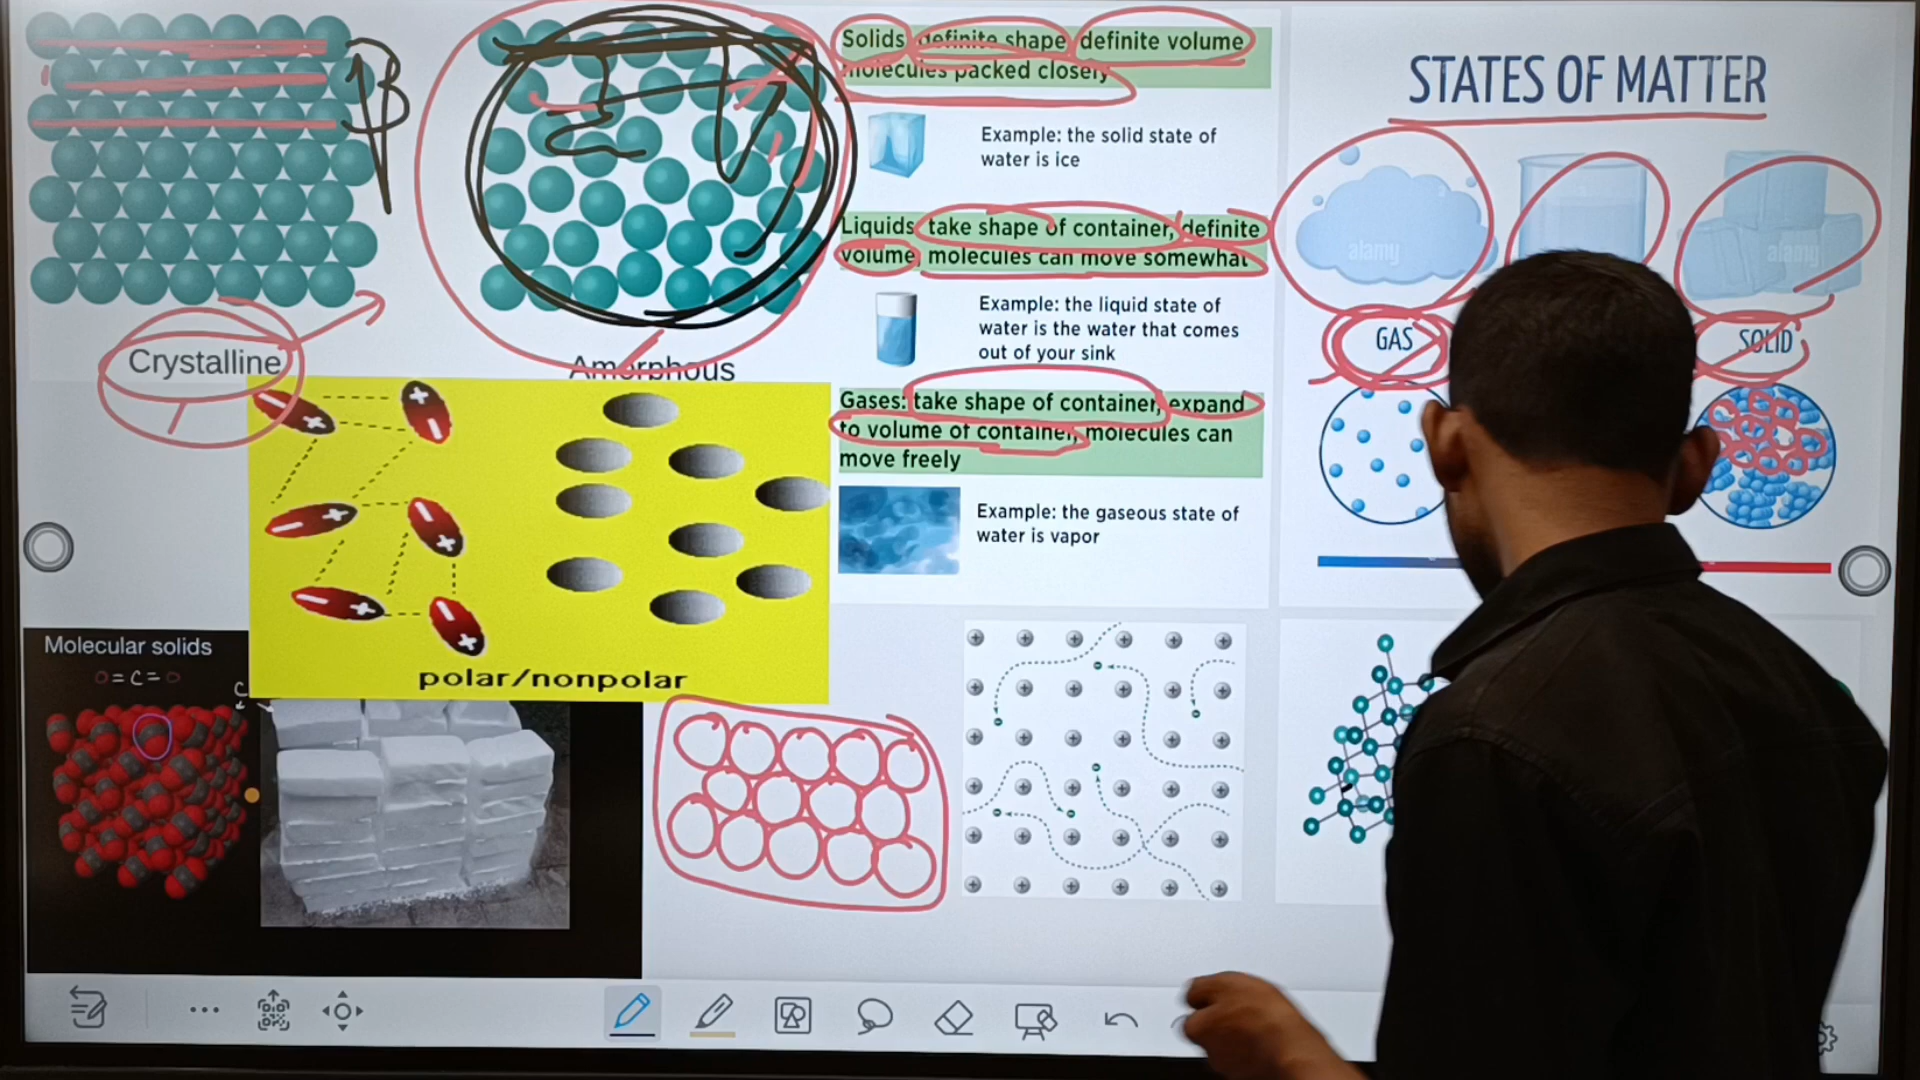 Solids definite shape definite volume
molecules packed closely
STATES OF MATTER
Example: the solid state of
water is ice
Liquids take shape of container, definite
volume, molecules can move somewhat
alamy
alamy
Example: the liquid state of
water is the water that comes
out of your sink
GAS
SOLID
Crystalline
Amorphous
Gases: take shape of container, expand
to volume of container, molecules can
move freely
Example: the gaseous state of
water is vapor
polar/nonpolar
Molecular solids
O=C=O
C